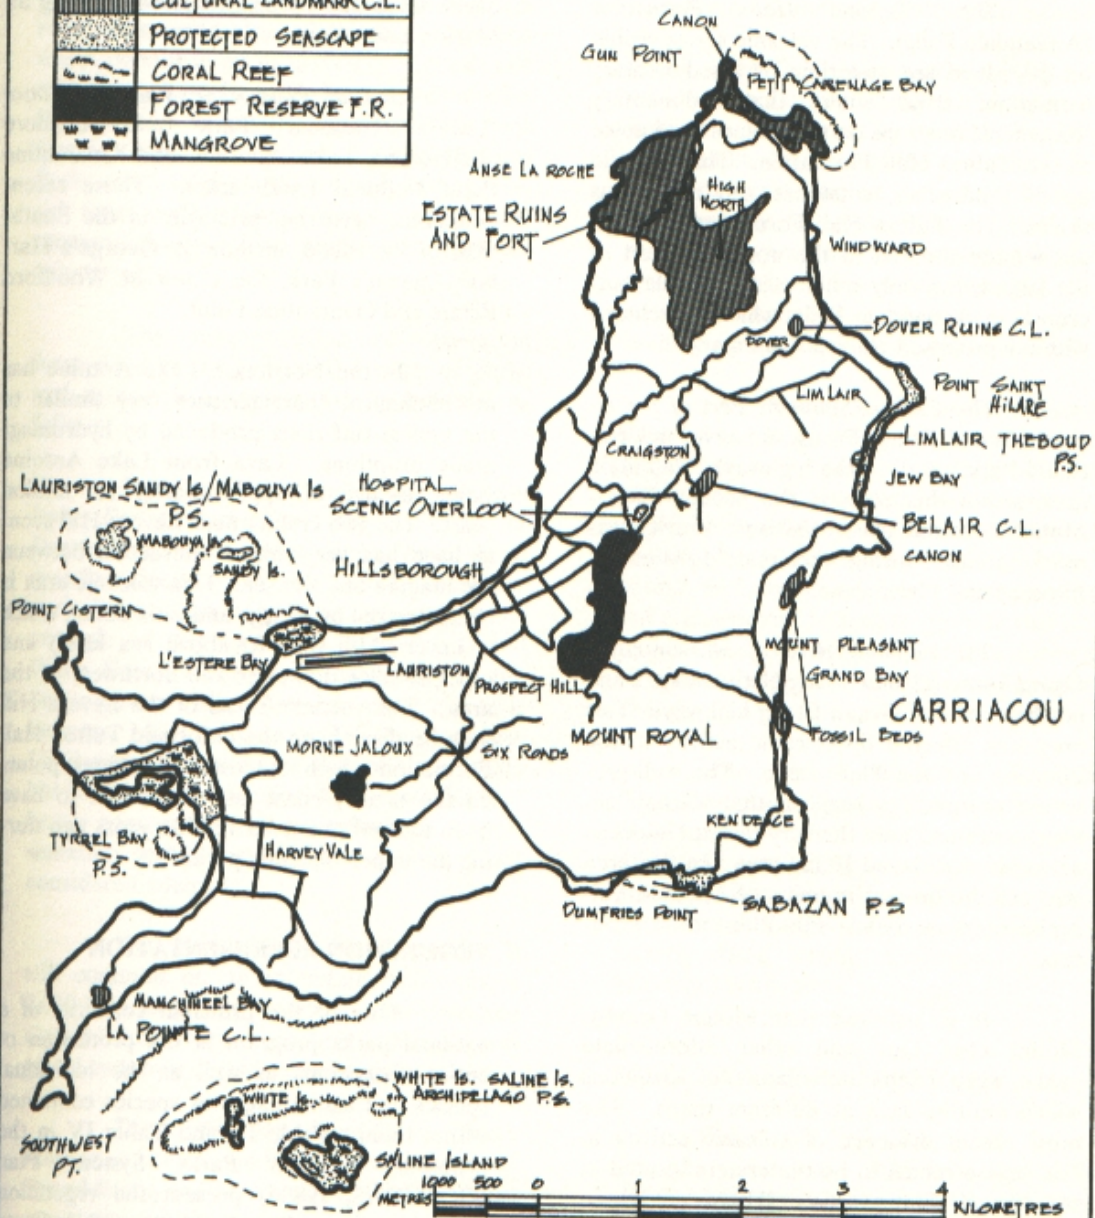 CULTURAL LANDMARK C.L.
PROTECTED SEASCAPE
CORAL REEF
FOREST RESERVE F.R.
MANGROVE
CANON
GUN POINT
PETIT CARENAGE BAY
ANSE LA ROCHE
HIGH
NORTH
ESTATE RUINS
AND FORT
WINDWARD
DOVER RUINS C.L.
DOVER
LIMLAIR
POINT SAINT
HILARE
LIMLAIR THEBOUD
P.S.
CRAIGSTON
JEW BAY
LAURISTON SANDY IS/MABOUYA IS
P.S.
HOSPITAL
SCENIC OVERLOOK
MABOUYA IS.
SANDY IS.
BELAIR C.L.
CANON
HILLSBOROUGH
POINT CISTERN
L'ESTERE BAY
LAURISTON
PROSPECT HILL
MOUNT PLEASANT
GRAND BAY
CARRIACOU
MORNE JALOUX
SIX ROADS
MOUNT ROYAL
FOSSIL BEDS
KENDEACE
TYRREL BAY
P.S.
HARVEY VALE
DUMFRIES POINT
SABAZAN P.S.
MANCHINEEL BAY
LA POINTE C.L.
WHITE IS. SALINE IS.
ARCHIPELAGO P.S.
WHITE IS.
SOUTHWEST
PT.
SALINE ISLAND
METRES
1000 500 0 1 2 3 4
KILOMETRES